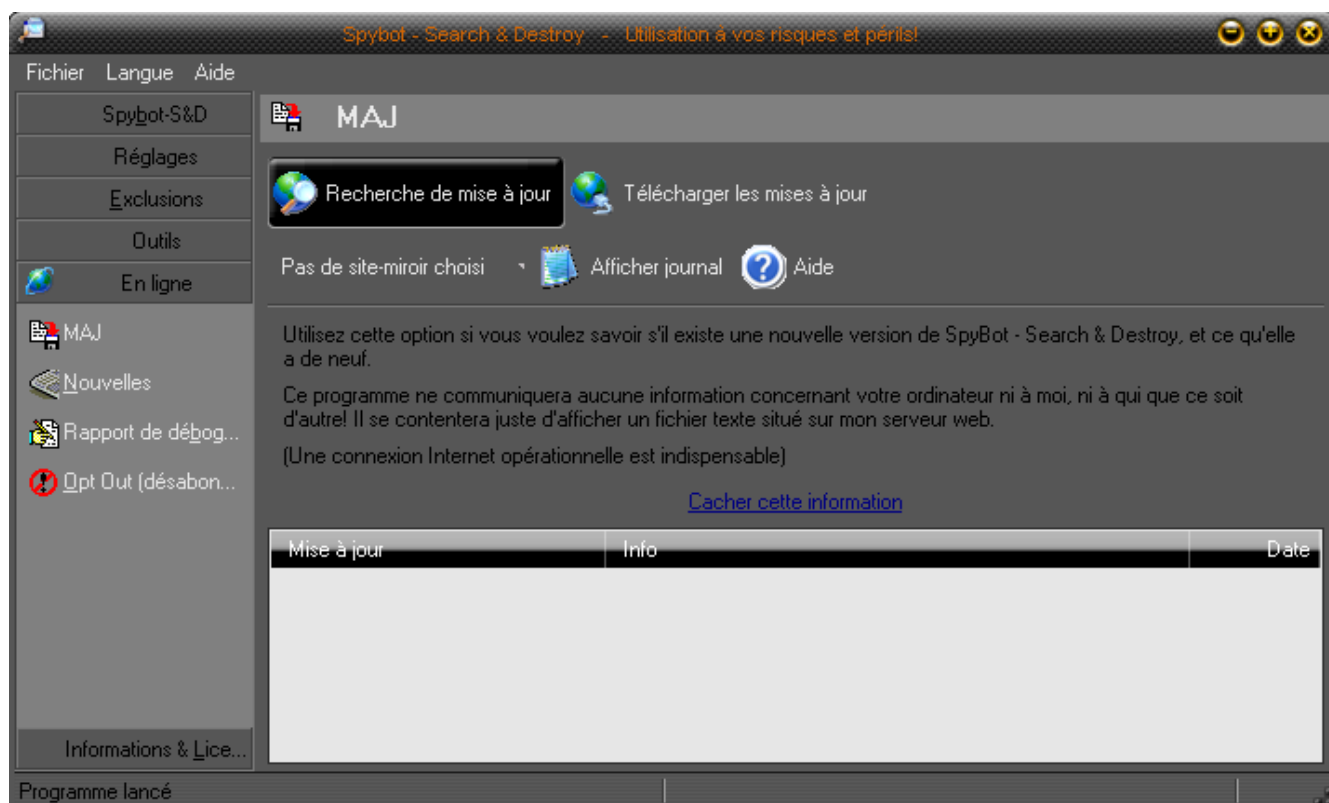 Spybot - Search & Destroy - Utilisation à vos risques et périls!
Fichier Langue Aide
Spybot-S&D
Réglages
Exclusions
Outils
En ligne
MAJ
Nouvelles
Rapport de débog...
Opt Out (désabon...
Informations & Lice...
MAJ
Recherche de mise à jour
Télécharger les mises à jour
Pas de site-miroir choisi
Afficher journal
Aide
Utilisez cette option si vous voulez savoir s'il existe une nouvelle version de SpyBot - Search & Destroy, et ce qu'elle
a de neuf.
Ce programme ne communiquera aucune information concernant votre ordinateur ni à moi, ni à qui que ce soit
d'autre! Il se contentera juste d'afficher un fichier texte situé sur mon serveur web.
(Une connexion Internet opérationnelle est indispensable)
Cacher cette information
Mise à jour Info Date
Programme lancé